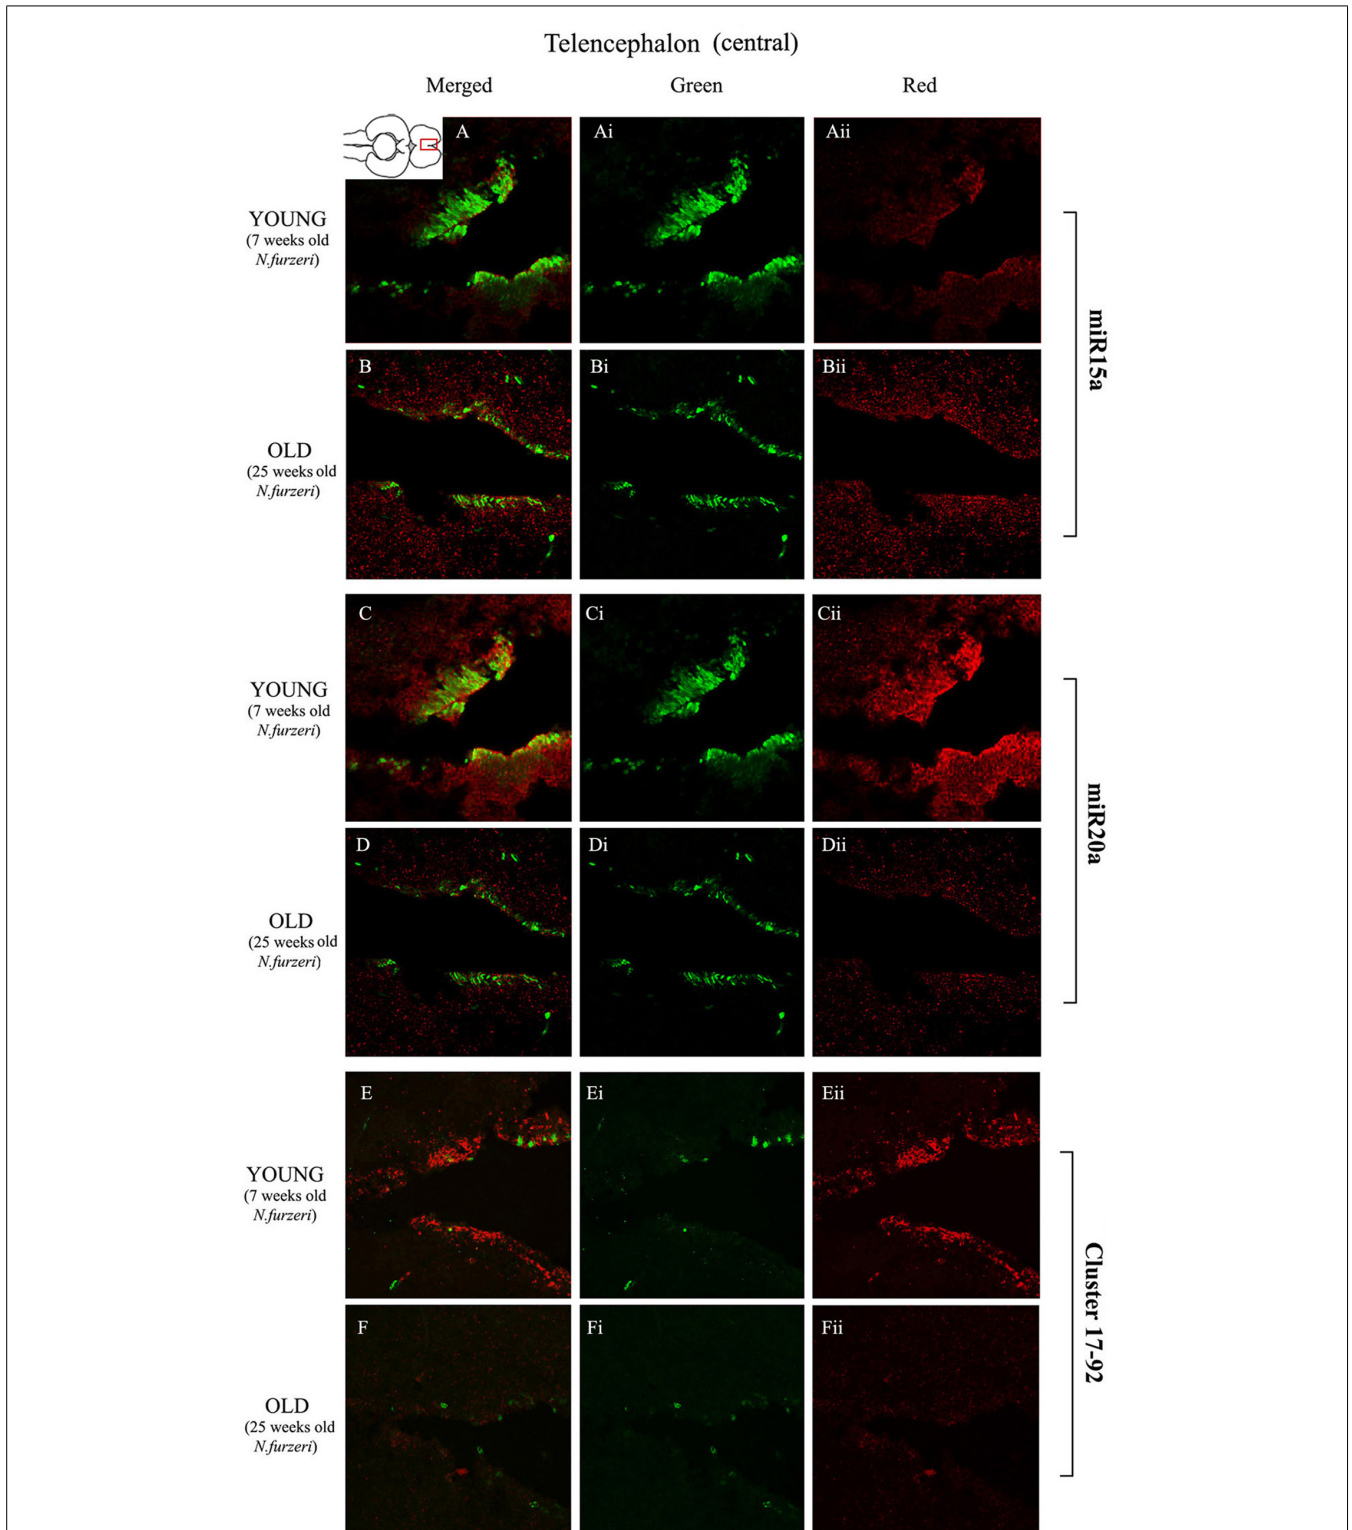 Telencephalon (central)
Merged
Green
Red
A
Ai
Aii
YOUNG
(7 weeks old
N.furzeri)
B
Bi
Bii
OLD
(25 weeks old
N.furzeri)
miR15a
C
Ci
Cii
YOUNG
(7 weeks old
N.furzeri)
D
Di
Dii
OLD
(25 weeks old
N.furzeri)
miR20a
E
Ei
Eii
YOUNG
(7 weeks old
N.furzeri)
F
Fi
Fii
OLD
(25 weeks old
N.furzeri)
Cluster 17-92